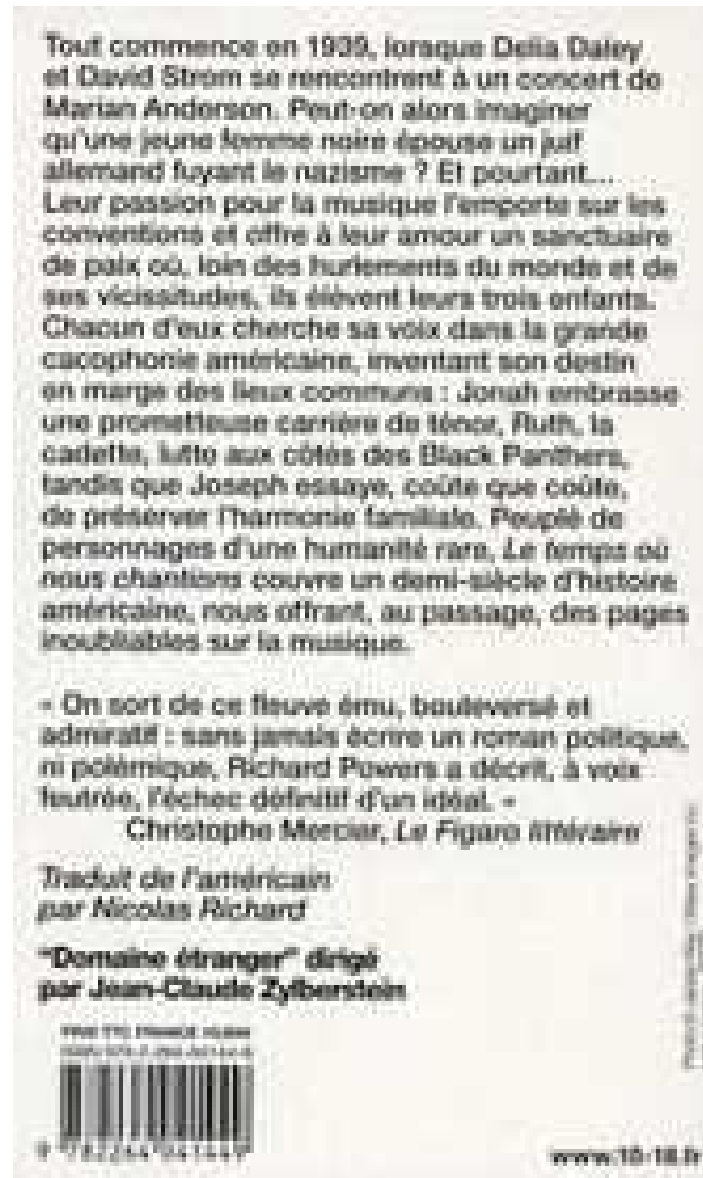 Tout commence en 1939, lorsque Delia Daley
et David Strom se rencontrent à un concert de
Marian Anderson. Peut-on alors imaginer
qu'une jeune femme noire épouse un juif
allemand fuyant le nazisme ? Et pourtant...
Leur passion pour la musique l'emporte sur les
conventions et offre à leur amour un sanctuaire
de paix où, loin des hurlements du monde et de
ses vicissitudes, ils élèvent leurs trois enfants.
Chacun d'eux cherche sa voix dans la grande
cacophonie américaine, inventant son destin
en marge des lieux communs : Jonah embrasse
une prometteuse carrière de ténor, Ruth, la
cadette, lutte aux côtés des Black Panthers,
tandis que Joseph essaye, coûte que coûte,
de préserver l'harmonie familiale. Peuplé de
personnages d'une humanité rare, Le temps où
nous chantions couvre un demi-siècle d'histoire
américaine, nous offrant, au passage, des pages
inoubliables sur la musique.
« On sort de ce fleuve ému, bouleversé et
admiratif : sans jamais écrire un roman politique,
ni polémique, Richard Powers a décrit, à voix
feutrée, l'échec définitif d'un idéal. »
Christophe Mercier, Le Figaro littéraire
Traduit de l'américain
par Nicolas Richard
"Domaine étranger" dirigé
par Jean-Claude Zylberstein
PRIX TTC FRANCE
9 782264 041449
www.10-18.fr